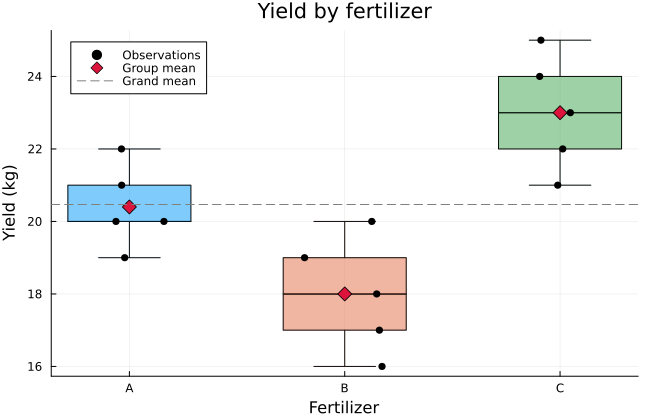 Yield by fertilizer
Observations
Group mean
Grand mean
24
22
20
18
16
Yield (kg)
A B C
Fertilizer